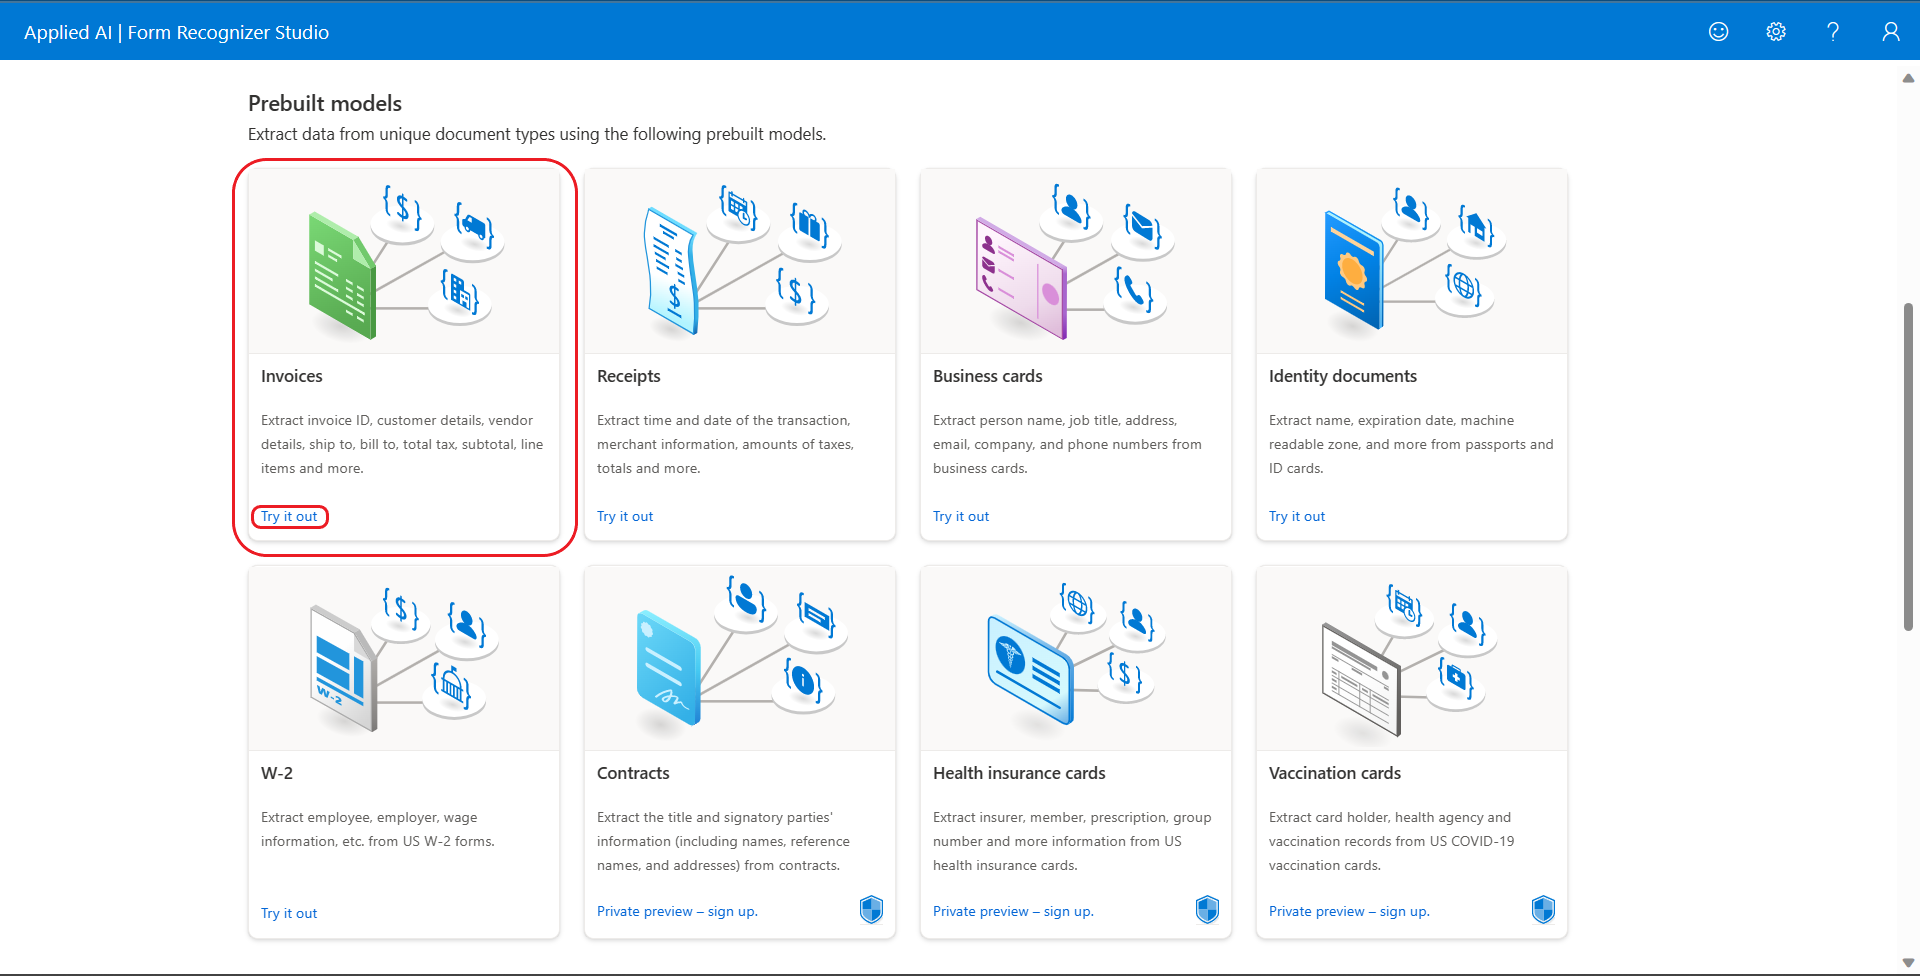 Applied AI | Form Recognizer Studio
Prebuilt models
Extract data from unique document types using the following prebuilt models.
Invoices
Extract invoice ID, customer details, vendor
details, ship to, bill to, total tax, subtotal, line
items and more.
Try it out
Receipts
Extract time and date of the transaction,
merchant information, amounts of taxes,
totals and more.
Try it out
Business cards
Extract person name, job title, address,
email, company, and phone numbers from
business cards.
Try it out
Identity documents
Extract name, expiration date, machine
readable zone, and more from passports and
ID cards.
Try it out
W-2
W-2
Extract employee, employer, wage
information, etc. from US W-2 forms.
Try it out
Contracts
Extract the title and signatory parties'
information (including names, reference
names, and addresses) from contracts.
Private preview – sign up.
Health insurance cards
Extract insurer, member, prescription, group
number and more information from US
health insurance cards.
Private preview – sign up.
Vaccination cards
Extract card holder, health agency and
vaccination records from US COVID-19
vaccination cards.
Private preview – sign up.